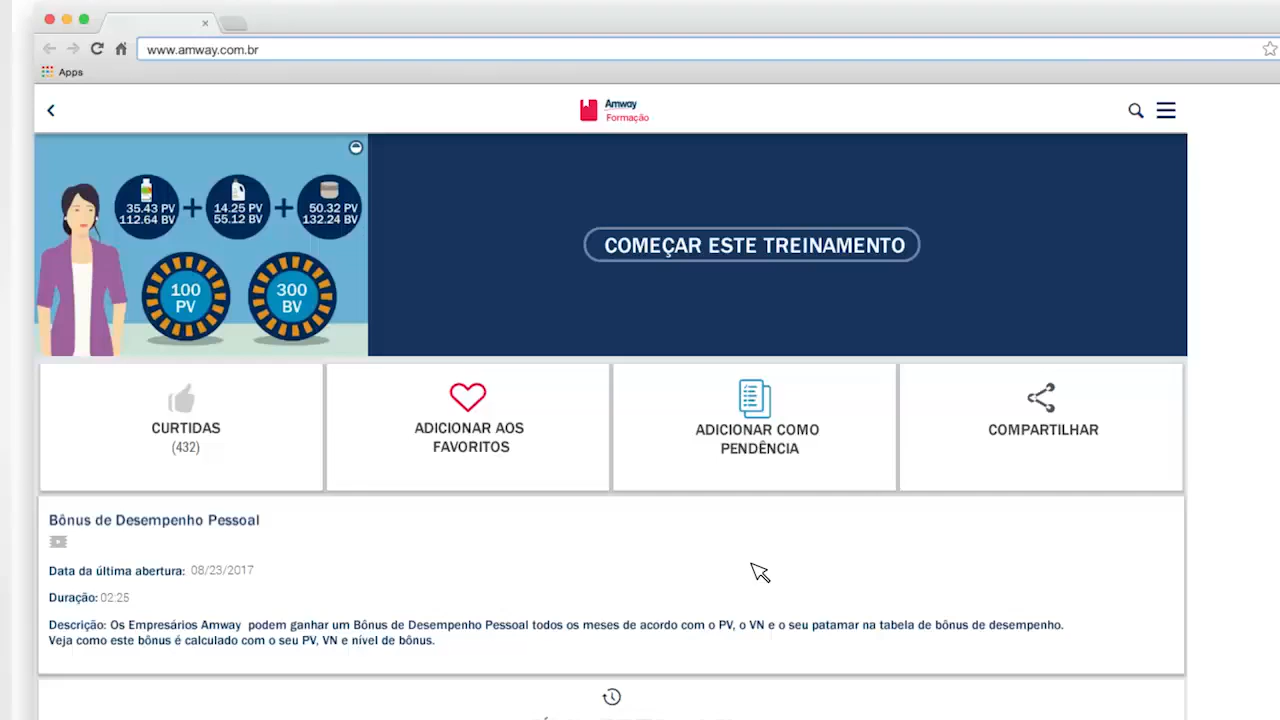 www.amway.com.br
Apps
Amway
Formação
35.43 PV
112.64 BV
14.25 PV
55.12 BV
50.32 PV
132.24 BV
100
PV
300
BV
COMEÇAR ESTE TREINAMENTO
CURTIDAS
(432)
ADICIONAR AOS
FAVORITOS
ADICIONAR COMO
PENDÊNCIA
COMPARTILHAR
Bônus de Desempenho Pessoal
Data da última abertura: 08/23/2017
Duração: 02:25
Descrição: Os Empresários Amway podem ganhar um Bônus de Desempenho Pessoal todos os meses de acordo com o PV, o VN e o seu patamar na tabela de bônus de desempenho.
Veja como este bônus é calculado com o seu PV, VN e nível de bônus.